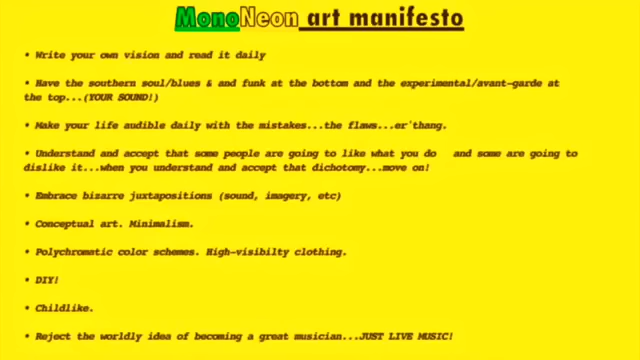 MonoNeon art manifesto
• Write your own vision and read it daily
• Have the southern soul/blues & and funk at the bottom and the experimental/avant-garde at
the top...(YOUR SOUND!)
• Make your life audible daily with the mistakes...the flaws...er'thang.
• Understand and accept that some people are going to like what you do and some are going to
dislike it...when you understand and accept that dichotomy...move on!
• Embrace bizarre juxtapositions (sound, imagery, etc)
• Conceptual art. Minimalism.
• Polychromatic color schemes. High-visibilty clothing.
• DIY!
• Childlike.
• Reject the worldly idea of becoming a great musician...JUST LIVE MUSIC!